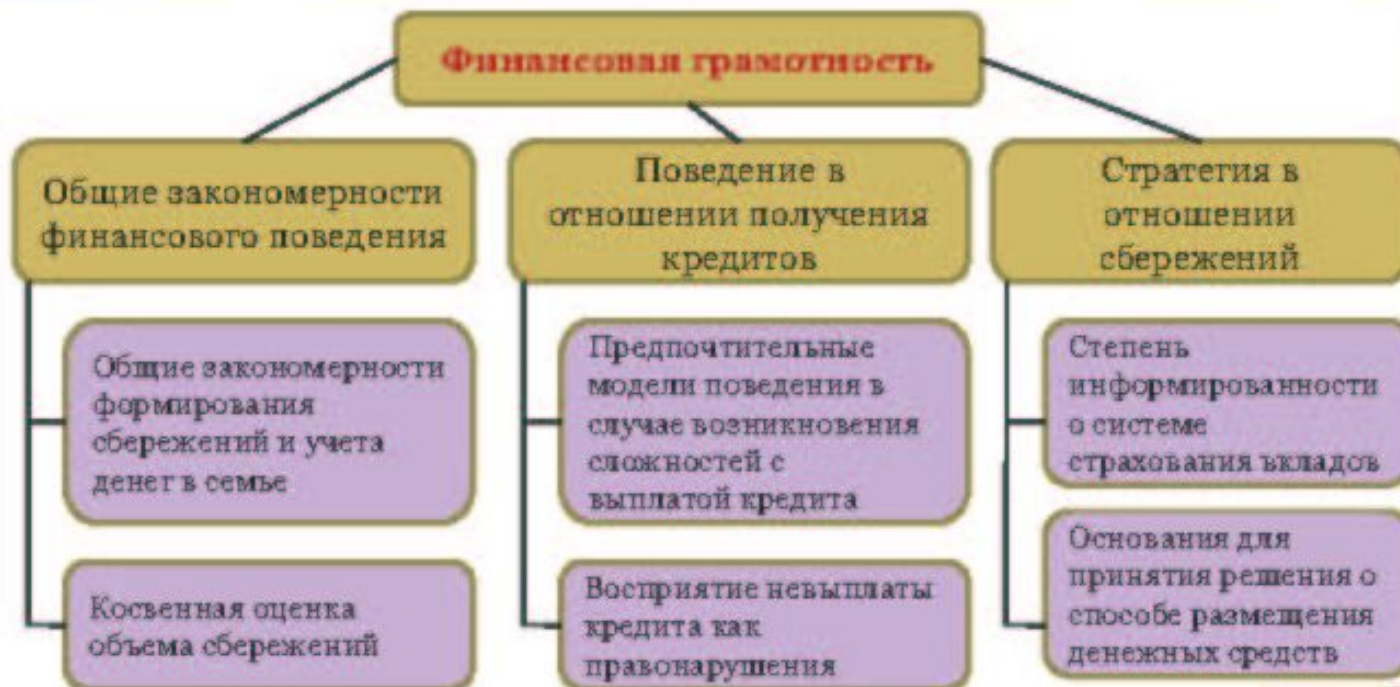 Финансовая грамотность
Общие закономерности
финансового поведения
Общие закономерности
формирования
сбережений и учета
денег в семье
Косвенная оценка
объема сбережений
Поведение в
отношении получения
кредитов
Предпочтительные
модели поведения в
случае возникновения
сложностей с
выплатой кредита
Восприятие невыплаты
кредита как
правонарушения
Стратегия в
отношении
сбережений
Степень
информированности
о системе
страхования вкладов
Основания для
принятия решения о
способе размещения
денежных средств